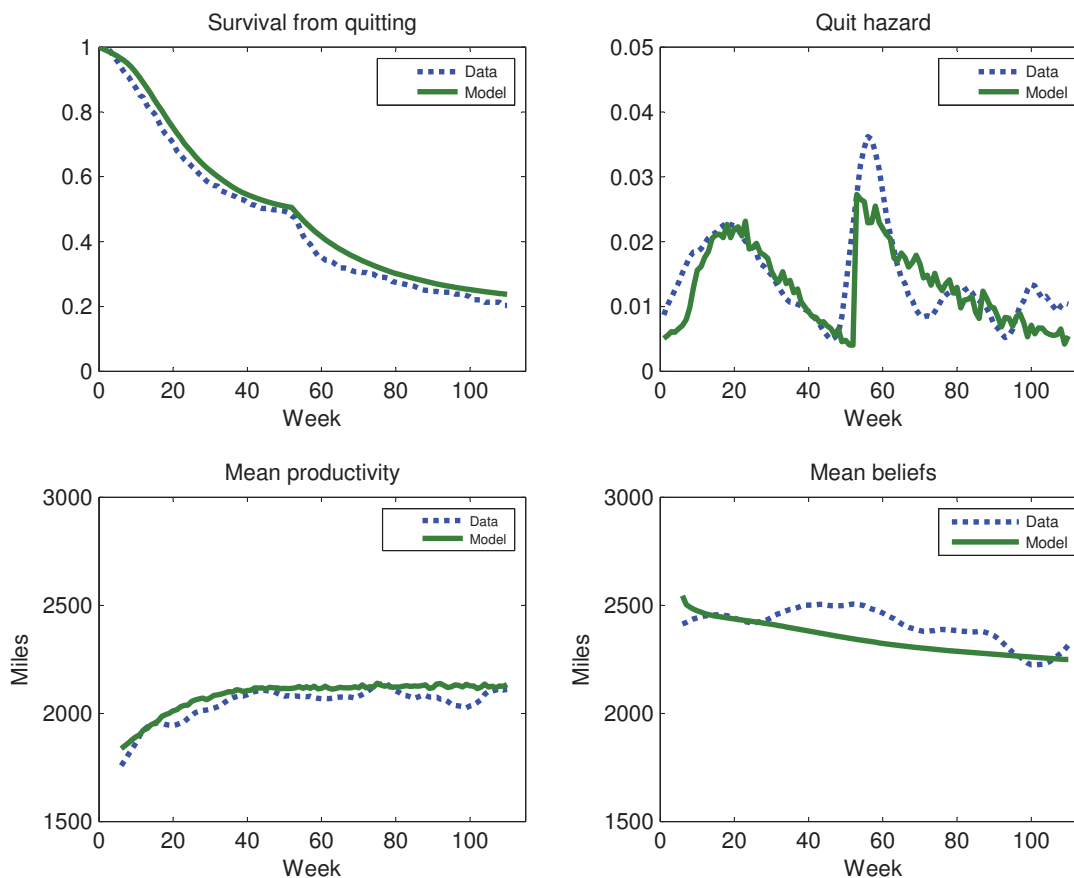 Survival from quitting
1
0.8
0.6
0.4
0.2
0
0 20 40 60 80 100
Week
Data
Model
Quit hazard
0.05
0.04
0.03
0.02
0.01
0
0 20 40 60 80 100
Week
Data
Model
Mean productivity
3000
2500
2000
1500
Miles
0 20 40 60 80 100
Week
Data
Model
Mean beliefs
3000
2500
2000
1500
Miles
0 20 40 60 80 100
Week
Data
Model